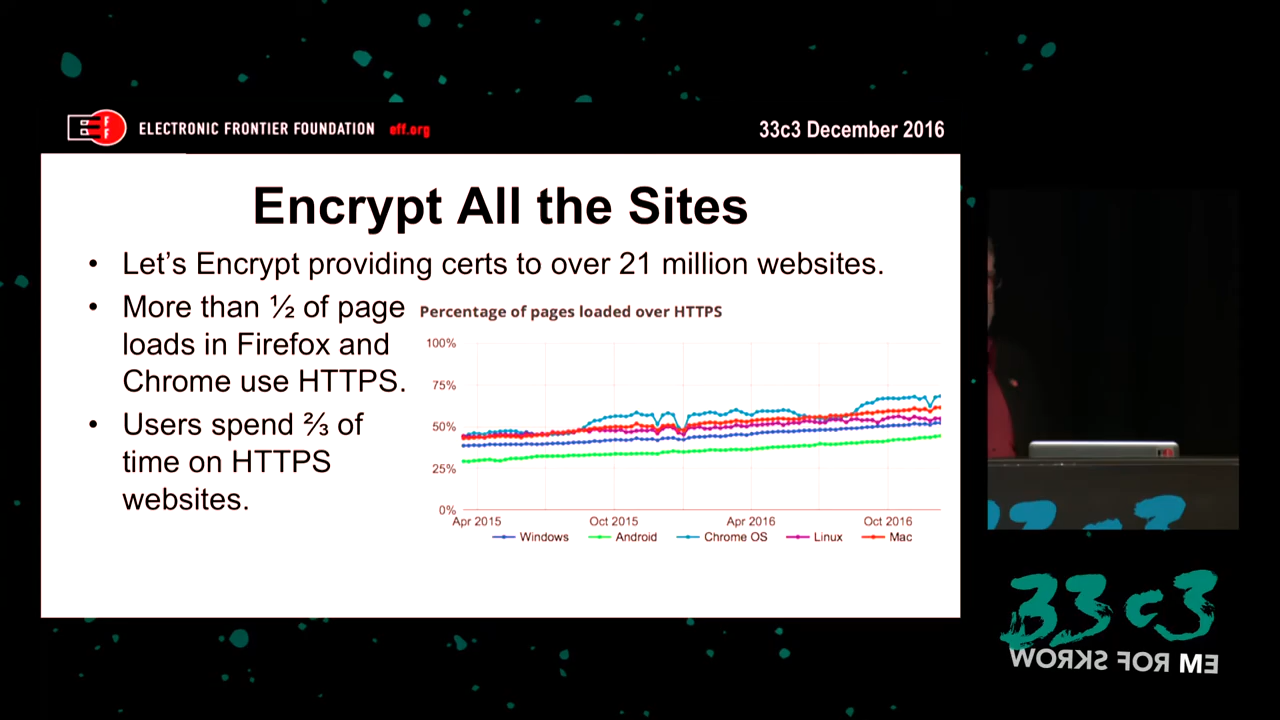 ELECTRONIC FRONTIER FOUNDATION eff.org
33c3 December 2016
Encrypt All the Sites
• Let’s Encrypt providing certs to over 21 million websites.
• More than ½ of page
loads in Firefox and
Chrome use HTTPS.
• Users spend ⅔ of
time on HTTPS
websites.
Percentage of pages loaded over HTTPS
100%
75%
50%
25%
0%
Apr 2015 Oct 2015 Apr 2016 Oct 2016
Windows Android Chrome OS Linux Mac
33c3
WORKS FOR ME